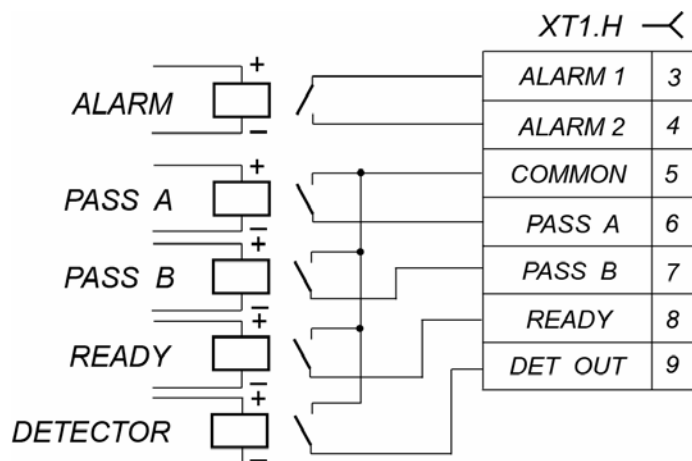 XT1.H
ALARM
+
−
ALARM 1 3
ALARM 2 4
PASS A
+
−
COMMON 5
PASS A 6
PASS B
+
−
PASS B 7
READY
+
−
READY 8
DETECTOR
+
−
DET OUT 9